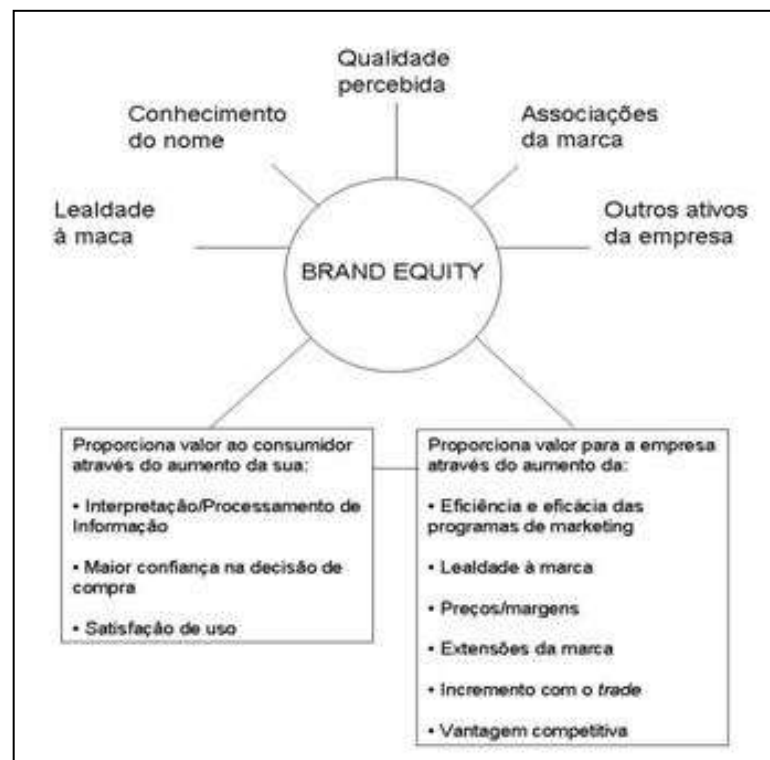 Qualidade
percebida
Conhecimento
do nome
Associações
da marca
Lealdade
à maca
Outros ativos
da empresa
BRAND EQUITY
Proporciona valor ao consumidor
através do aumento da sua:
• Interpretação/Processamento de
Informação
• Maior confiança na decisão de
compra
• Satisfação de uso
Proporciona valor para a empresa
através do aumento da:
• Eficiência e eficácia das
programas de marketing
• Lealdade à marca
• Preços/margens
• Extensões da marca
• Incremento com o trade
• Vantagem competitiva